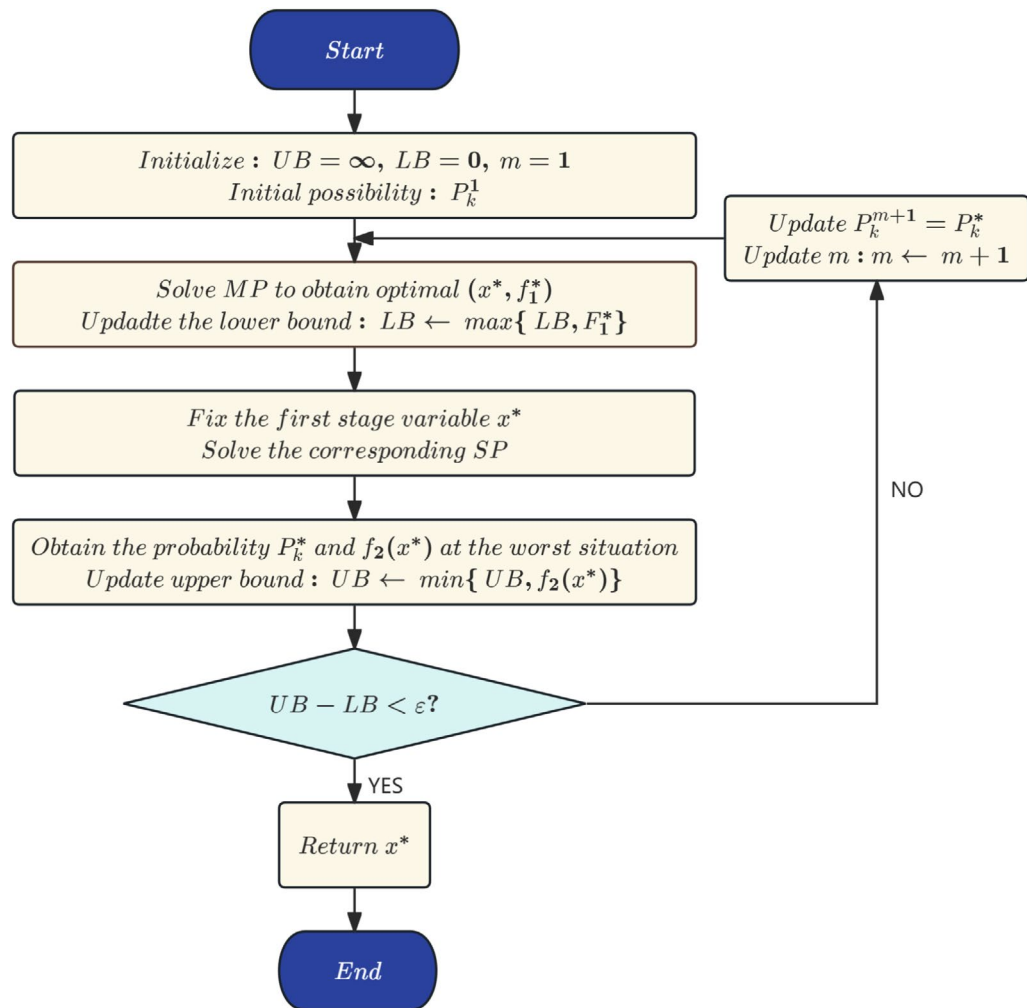 Start
Initialize : UB = ∞, LB = 0, m = 1
Initial possibility : P_k^1
Update P_k^{m+1} = P_k^*
Update m : m ← m + 1
Solve MP to obtain optimal (x^*, f_1^*)
Updadte the lower bound : LB ← max{ LB, F_1^*}
Fix the first stage variable x^*
Solve the corresponding SP
Obtain the probability P_k^* and f_2(x^*) at the worst situation
Update upper bound : UB ← min{ UB, f_2(x^*)}
UB − LB < ε?
NO
YES
Return x^*
End